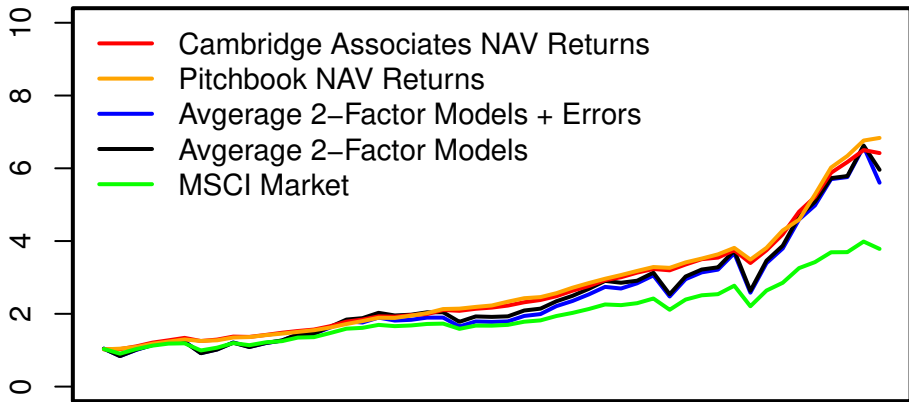 10
8
6
4
2
0
Cambridge Associates NAV Returns
Pitchbook NAV Returns
Avgerage 2−Factor Models + Errors
Avgerage 2−Factor Models
MSCI Market